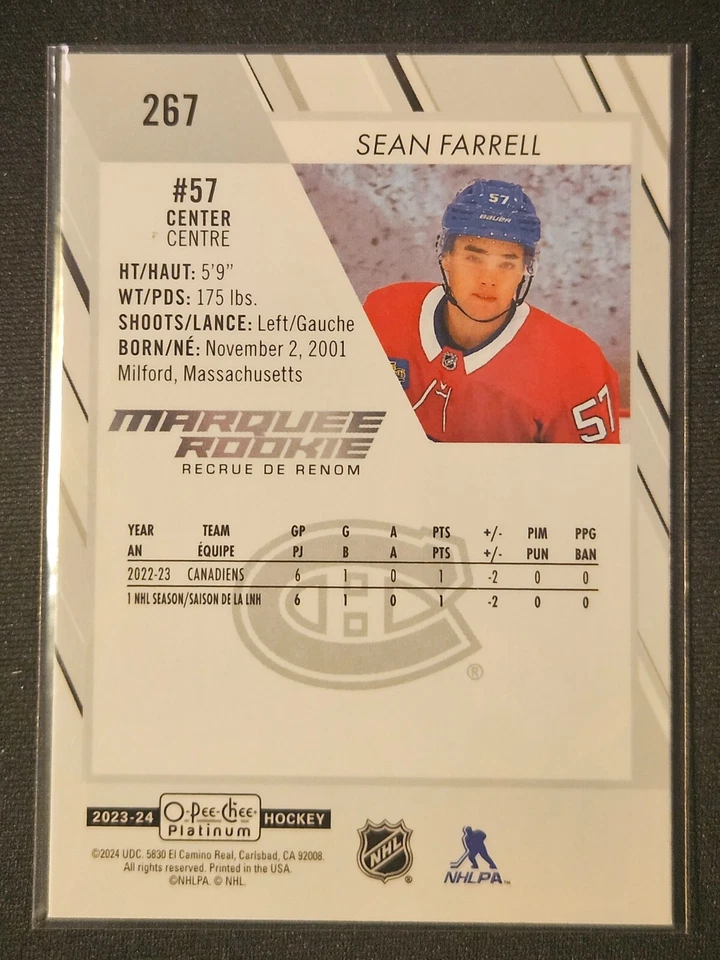 267
SEAN FARRELL
#57
CENTER
CENTRE
HT/HAUT: 5'9"
WT/PDS: 175 lbs.
SHOOTS/LANCE: Left/Gauche
BORN/NÉ: November 2, 2001
Milford, Massachusetts
57
BAUER
57
MARQUEE
ROOKIE
RECRUE DE RENOM
YEAR TEAM GP G A PTS +/- PIM PPG
AN ÉQUIPE PJ B A PTS +/- PUN BAN
2022-23 CANADIENS 6 1 0 1 -2 0 0
1 NHL SEASON/SAISON DE LA LNH 6 1 0 1 -2 0 0
®
2023-24 O-Pee-Chee Platinum HOCKEY
©2024 UDC. 5830 El Camino Real, Carlsbad, CA 92008.
All rights reserved. Printed in the USA.
©NHLPA. © NHL.
NHL ®
NHLPA™